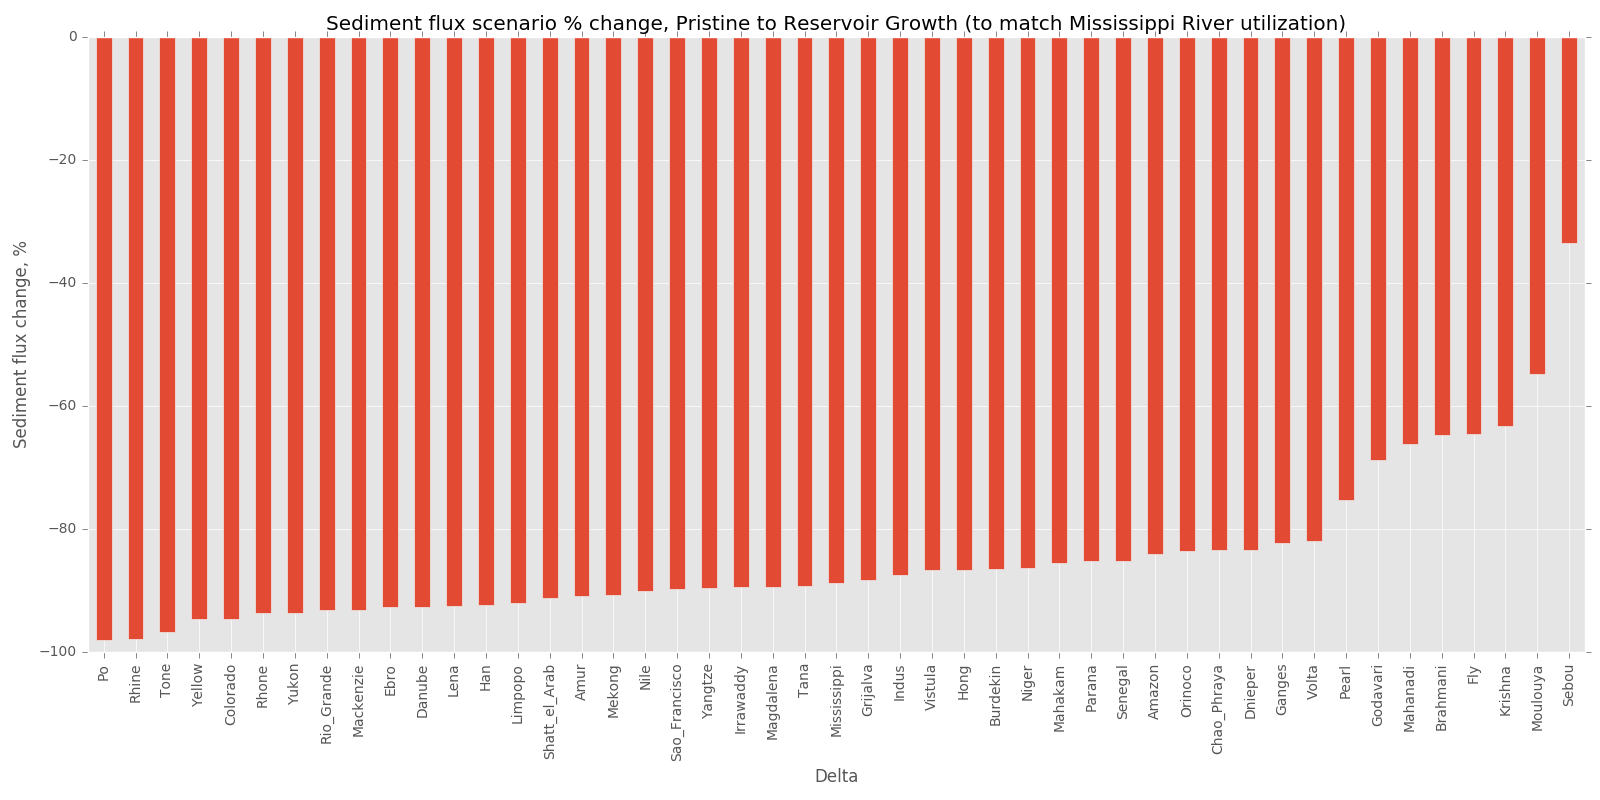 Sediment flux scenario % change, Pristine to Reservoir Growth (to match Mississippi River utilization)
0
−20
−40
−60
−80
−100
Sediment flux change, %
Po
Rhine
Tone
Yellow
Colorado
Rhone
Yukon
Rio_Grande
Mackenzie
Ebro
Danube
Lena
Han
Limpopo
Shatt_el_Arab
Amur
Mekong
Nile
Sao_Francisco
Yangtze
Irrawaddy
Magdalena
Tana
Mississippi
Grijalva
Indus
Vistula
Hong
Burdekin
Niger
Mahakam
Parana
Senegal
Amazon
Orinoco
Chao_Phraya
Dnieper
Ganges
Volta
Pearl
Godavari
Mahanadi
Brahmani
Fly
Krishna
Moulouya
Sebou
Delta